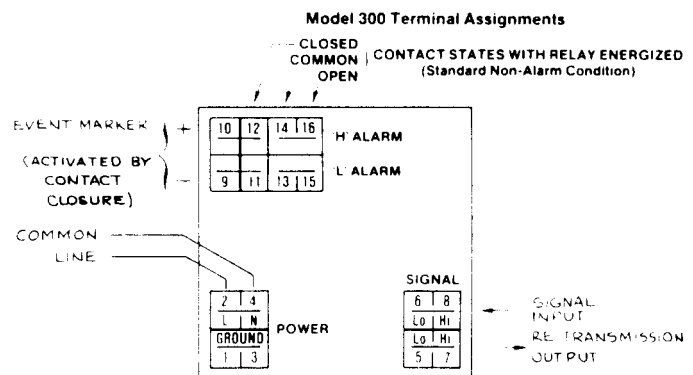 Model 300 Terminal Assignments
CLOSED
COMMON
OPEN
CONTACT STATES WITH RELAY ENERGIZED
(Standard Non-Alarm Condition)
EVENT MARKER
+
10 12 14 16
'H' ALARM
(ACTIVATED BY
CONTACT
CLOSURE)
-
9 11 13 15
'L' ALARM
COMMON
LINE
2 4
L N
GROUND
1 3
POWER
SIGNAL
6 8
Lo Hi
Lo Hi
5 7
SIGNAL
INPUT
RE TRANSMISSION
OUTPUT